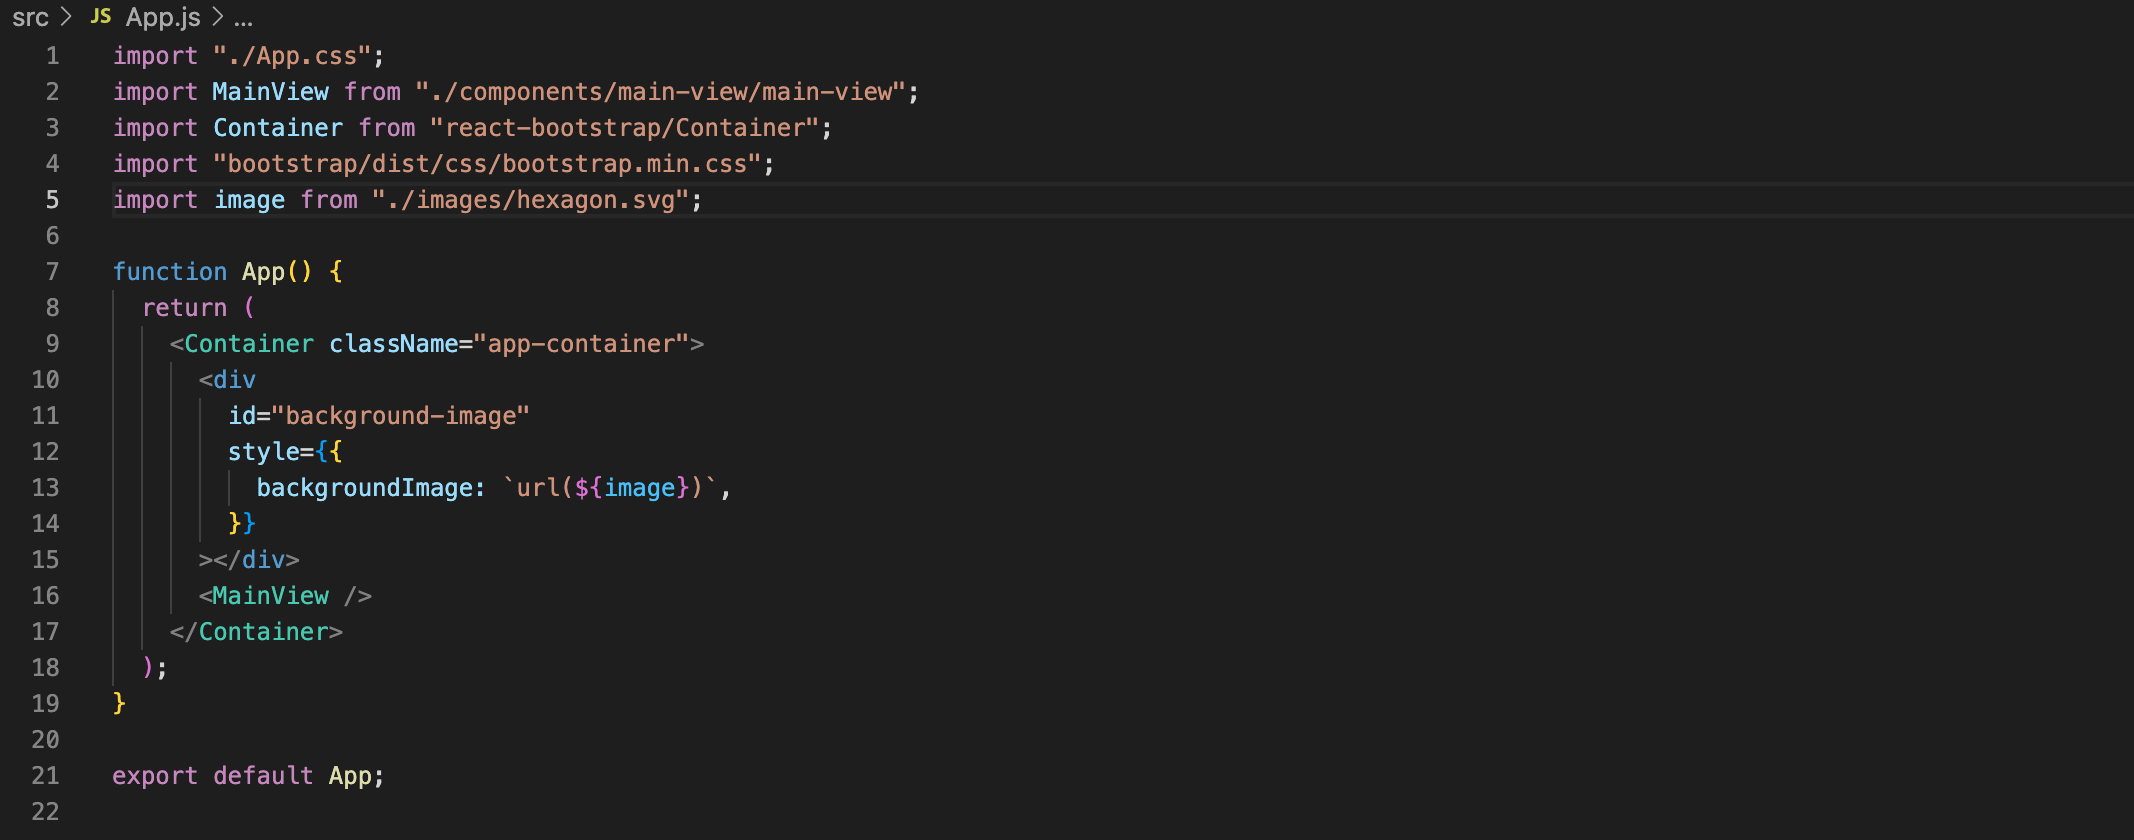 src > JS App.js > ...
1 import "./App.css";
2 import MainView from "./components/main-view/main-view";
3 import Container from "react-bootstrap/Container";
4 import "bootstrap/dist/css/bootstrap.min.css";
5 import image from "./images/hexagon.svg";
6
7 function App() {
8   return (
9     <Container className="app-container">
10       <div
11         id="background-image"
12         style={{
13           backgroundImage: `url(${image})`,
14         }}
15       ></div>
16       <MainView />
17     </Container>
18   );
19 }
20
21 export default App;
22